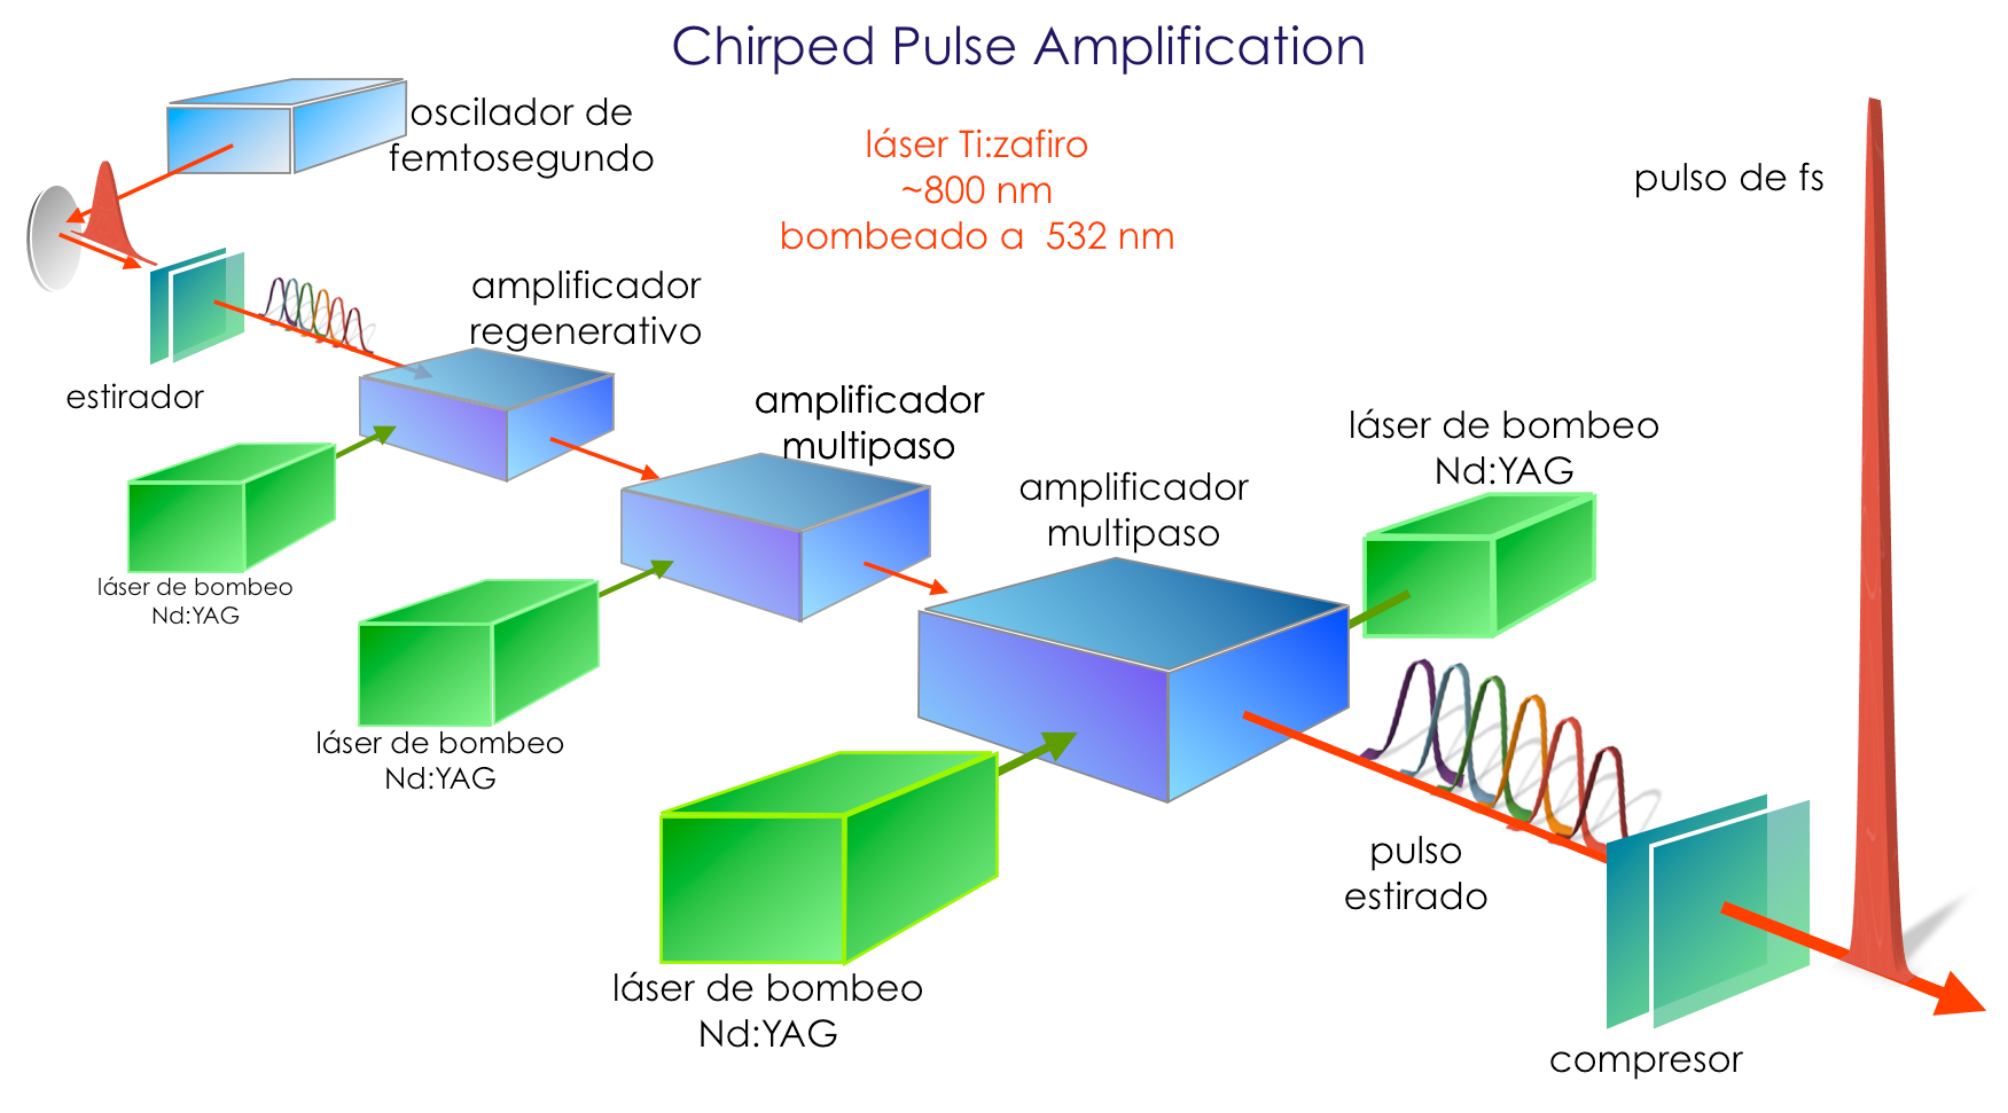 Chirped Pulse Amplification
oscilador de
femtosegundo
láser Ti:zafiro
~800 nm
bombeado a 532 nm
pulso de fs
estirador
amplificador
regenerativo
amplificador
multipaso
amplificador
multipaso
láser de bombeo
Nd:YAG
láser de bombeo
Nd:YAG
láser de bombeo
Nd:YAG
láser de bombeo
Nd:YAG
pulso
estirado
compresor